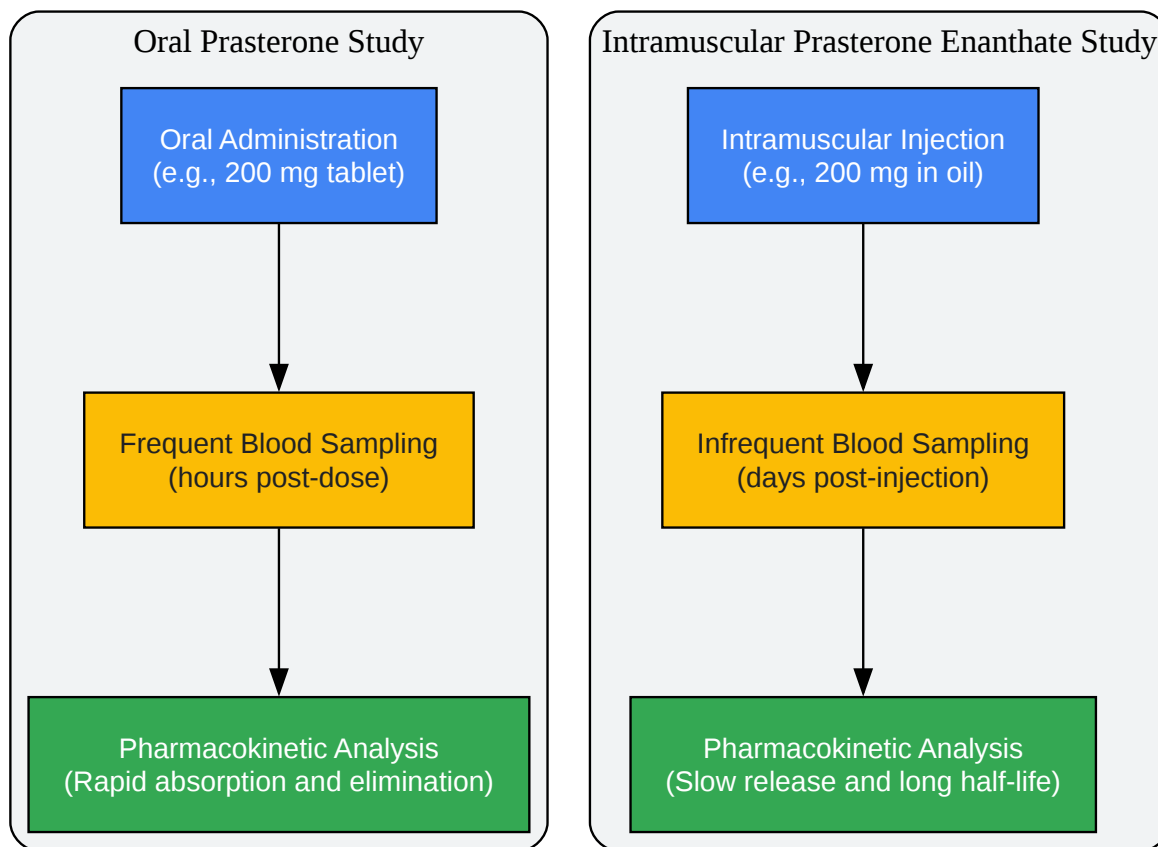 Oral Prasterone Study
Oral Administration
(e.g., 200 mg tablet)
Frequent Blood Sampling
(hours post-dose)
Pharmacokinetic Analysis
(Rapid absorption and elimination)
Intramuscular Prasterone Enanthate Study
Intramuscular Injection
(e.g., 200 mg in oil)
Infrequent Blood Sampling
(days post-injection)
Pharmacokinetic Analysis
(Slow release and long half-life)